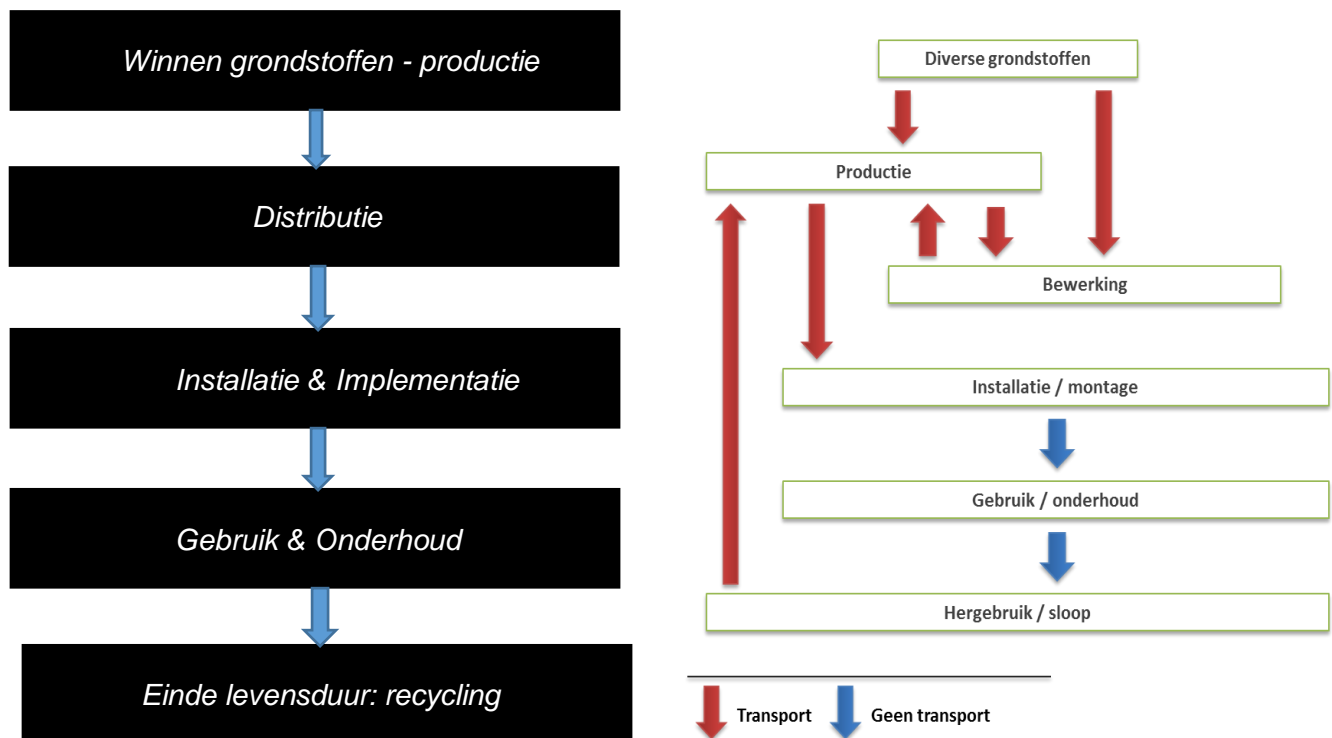 Winnen grondstoffen - productie
Distributie
Installatie & Implementatie
Gebruik & Onderhoud
Einde levensduur: recycling
Diverse grondstoffen
Productie
Bewerking
Installatie / montage
Gebruik / onderhoud
Hergebruik / sloop
Transport
Geen transport